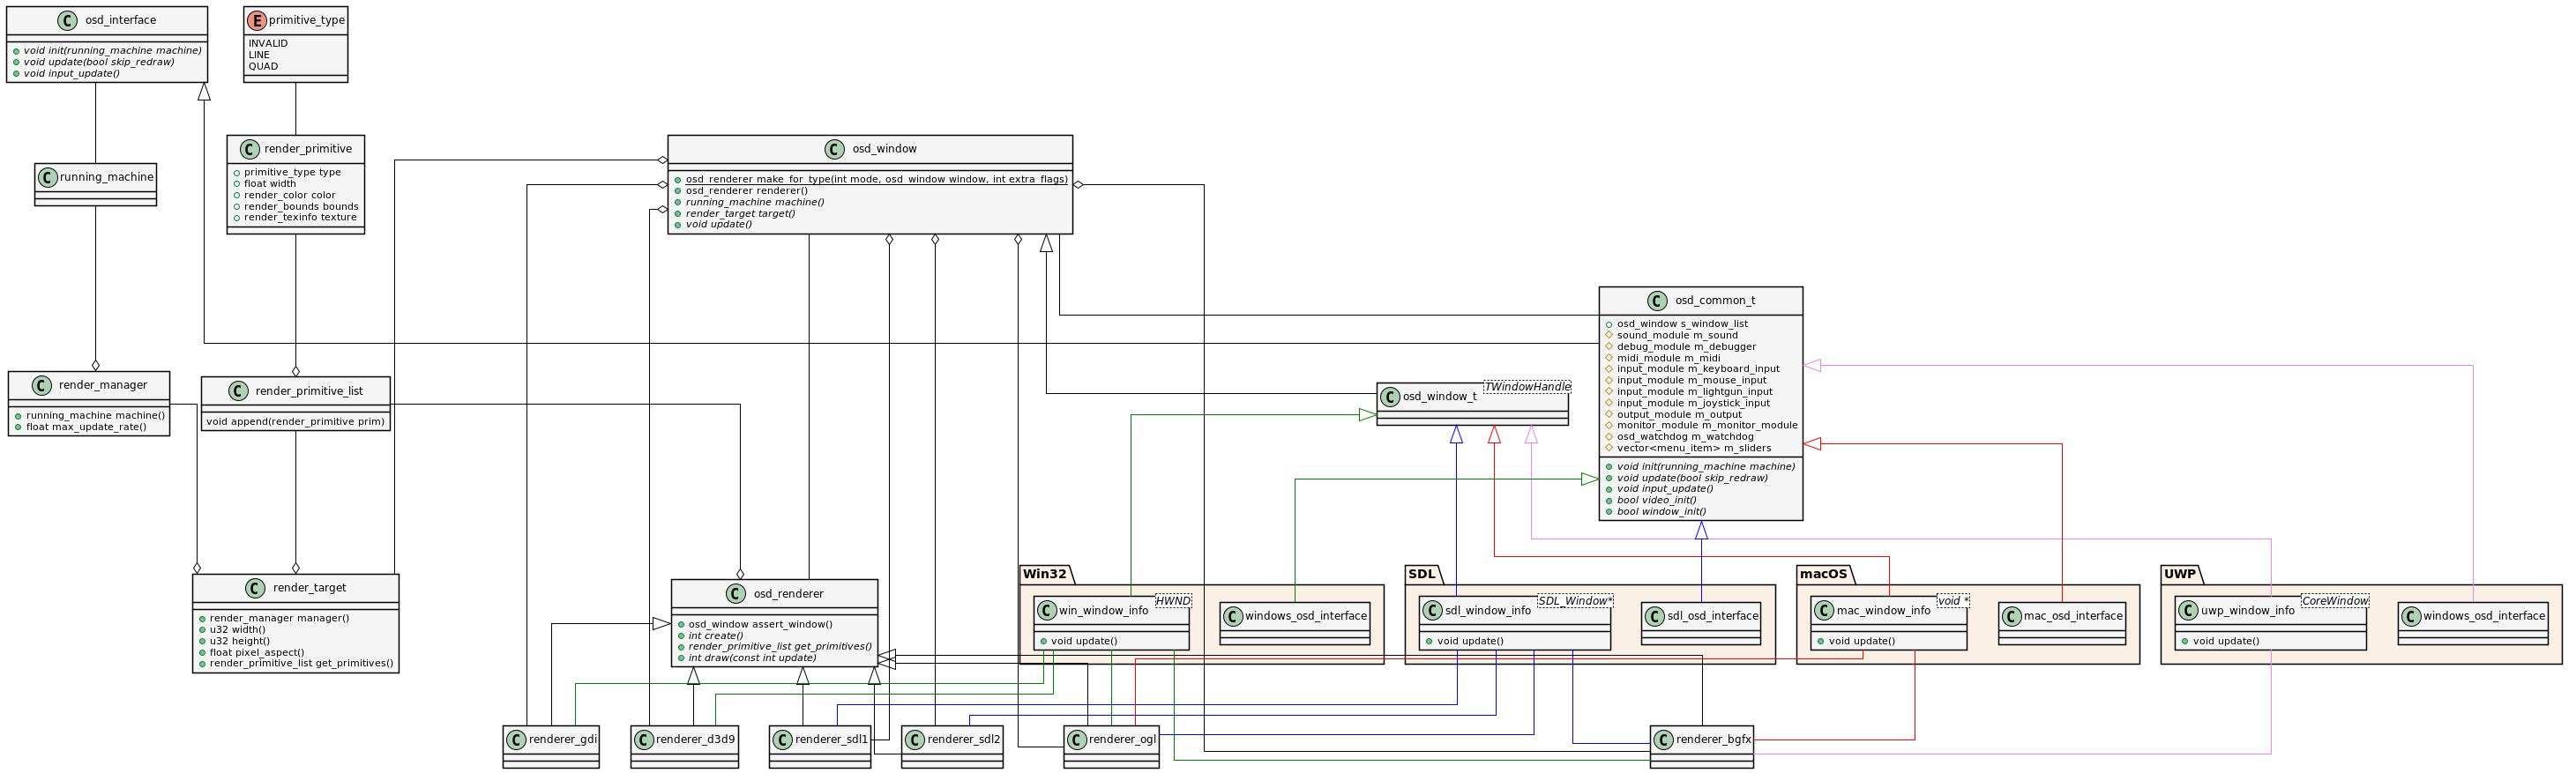 C osd_interface
void init(running_machine machine)
void update(bool skip_redraw)
void input_update()
E primitive_type
INVALID
LINE
QUAD
C running_machine
C render_primitive
primitive_type type
float width
render_color color
render_bounds bounds
render_texinfo texture
C osd_window
osd_renderer make_for_type(int mode, osd_window window, int extra_flags)
osd_renderer renderer()
running_machine machine()
render_target target()
void update()
C osd_common_t
osd_window s_window_list
sound_module m_sound
debug_module m_debugger
midi_module m_midi
input_module m_keyboard_input
input_module m_mouse_input
input_module m_lightgun_input
input_module m_joystick_input
output_module m_output
monitor_module m_monitor_module
osd_watchdog m_watchdog
vector<menu_item> m_sliders
void init(running_machine machine)
void update(bool skip_redraw)
void input_update()
bool video_init()
bool window_init()
C render_manager
running_machine machine()
float max_update_rate()
C render_primitive_list
void append(render_primitive prim)
C osd_window_t
TWindowHandle
C render_target
render_manager manager()
u32 width()
u32 height()
float pixel_aspect()
render_primitive_list get_primitives()
C osd_renderer
osd_window assert_window()
int create()
render_primitive_list get_primitives()
int draw(const int update)
Win32
C win_window_info
HWND
void update()
C windows_osd_interface
SDL
C sdl_window_info
SDL_Window*
void update()
C sdl_osd_interface
macOS
C mac_window_info
void *
void update()
C mac_osd_interface
UWP
C uwp_window_info
CoreWindow
void update()
C windows_osd_interface
C renderer_gdi
C renderer_d3d9
C renderer_sdl1
C renderer_sdl2
C renderer_ogl
C renderer_bgfx